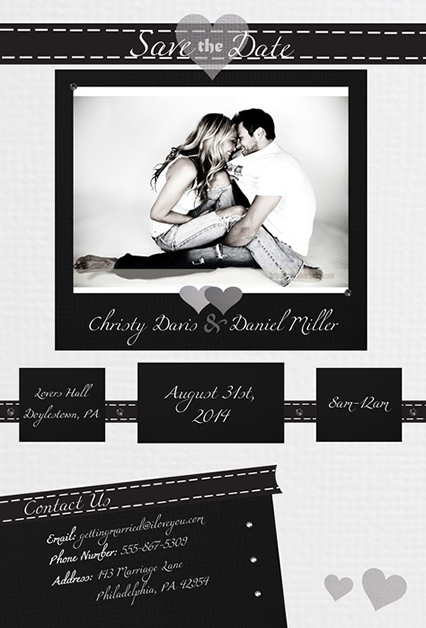 Save the Date
Christy Davis & Daniel Miller
Lovers Hall
Doylestown, PA
August 31st,
2014
8am-12am
Contact Us
Email: gettingmarried@iloveyou.com
Phone Number: 555-867-5309
Address: 143 Marriage Lane
Philadelphia, PA 42954